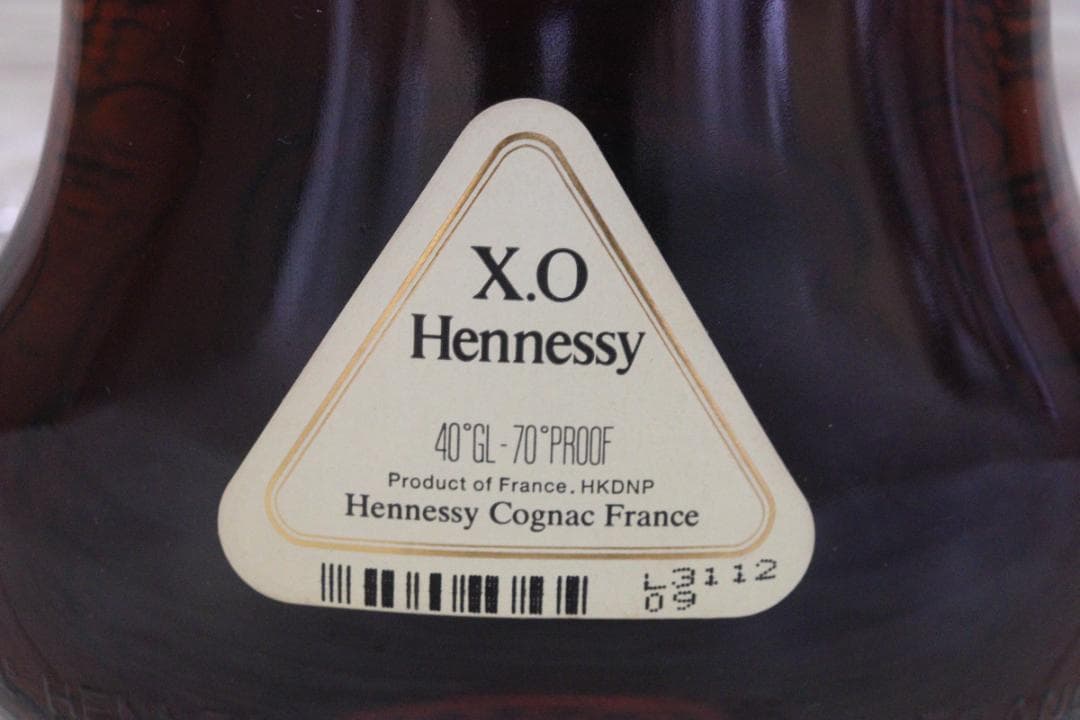 X.O
Hennessy
40°GL - 70°PROOF
Product of France. HKDNP
Hennessy Cognac France
L3112
09